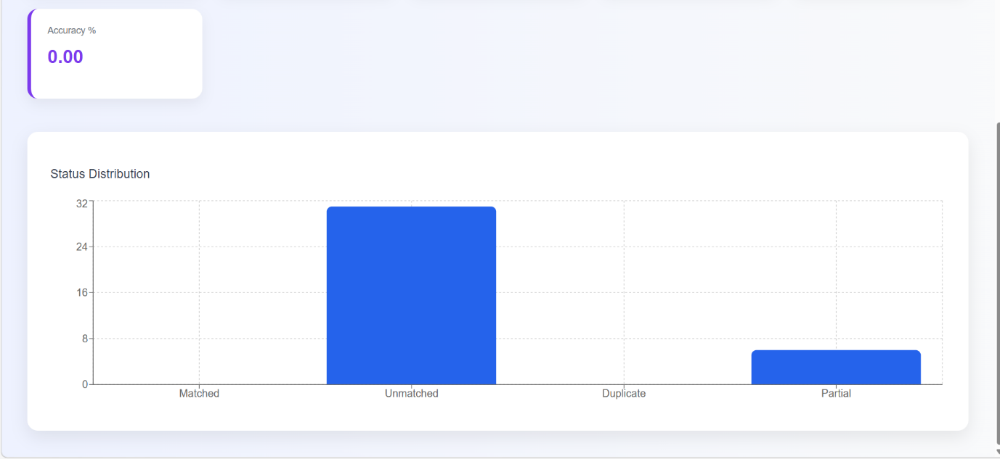 Accuracy %
0.00
Status Distribution
32
24
16
8
0
Matched Unmatched Duplicate Partial